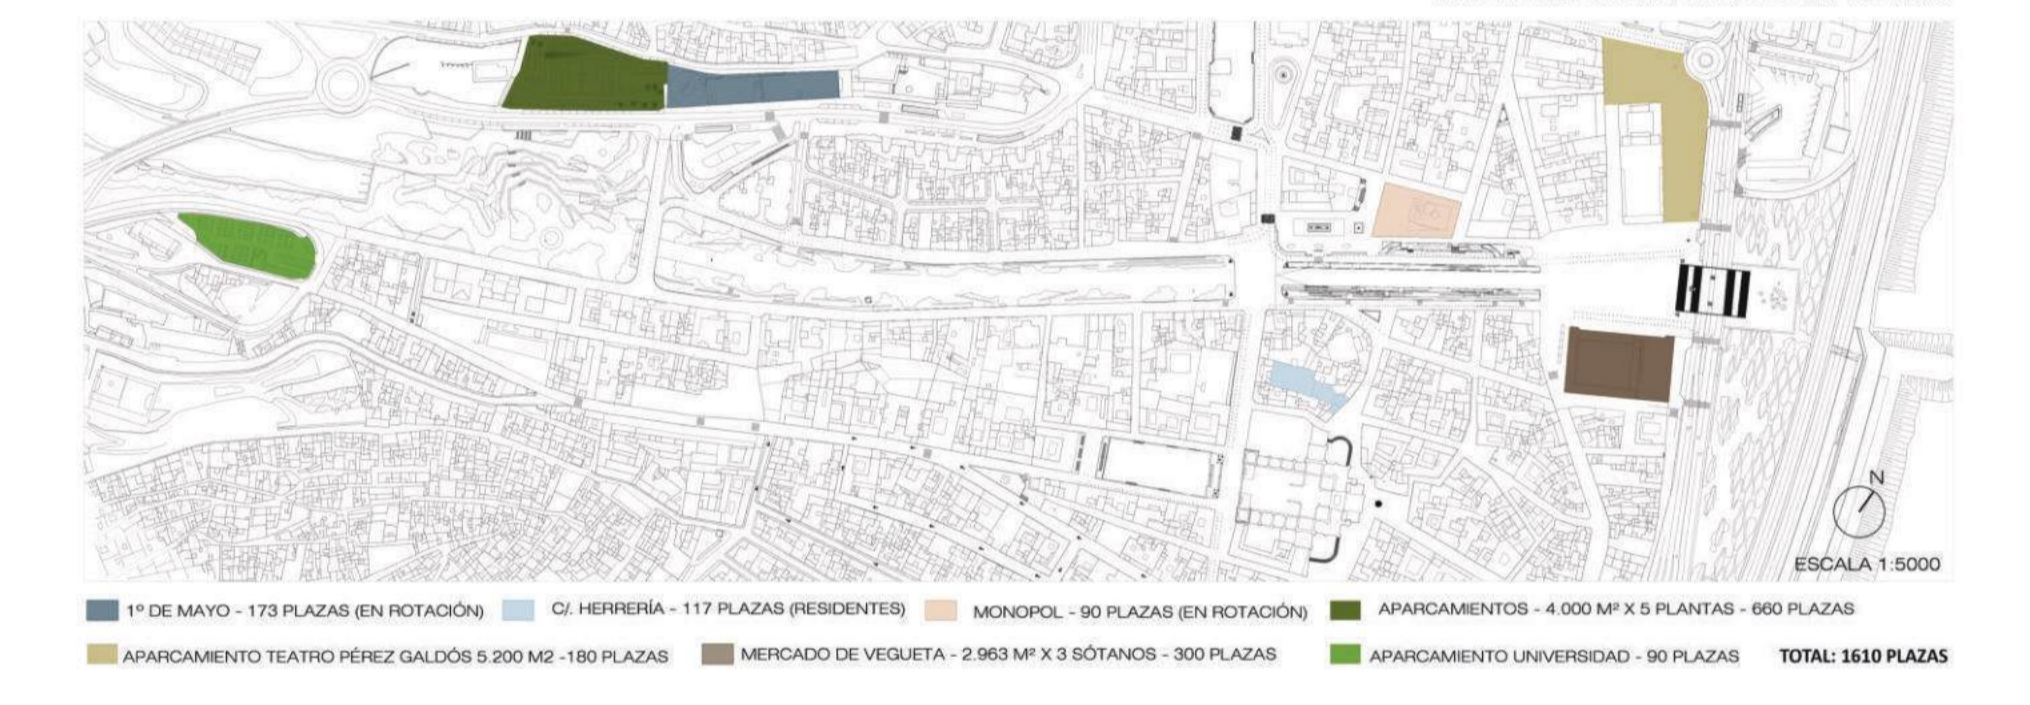 N
ESCALA 1:5000
1º DE MAYO - 173 PLAZAS (EN ROTACIÓN) C/. HERRERÍA - 117 PLAZAS (RESIDENTES) MONOPOL - 90 PLAZAS (EN ROTACIÓN) APARCAMIENTOS - 4.000 M² X 5 PLANTAS - 660 PLAZAS
APARCAMIENTO TEATRO PÉREZ GALDÓS 5.200 M2 -180 PLAZAS MERCADO DE VEGUETA - 2.963 M² X 3 SÓTANOS - 300 PLAZAS APARCAMIENTO UNIVERSIDAD - 90 PLAZAS TOTAL: 1610 PLAZAS